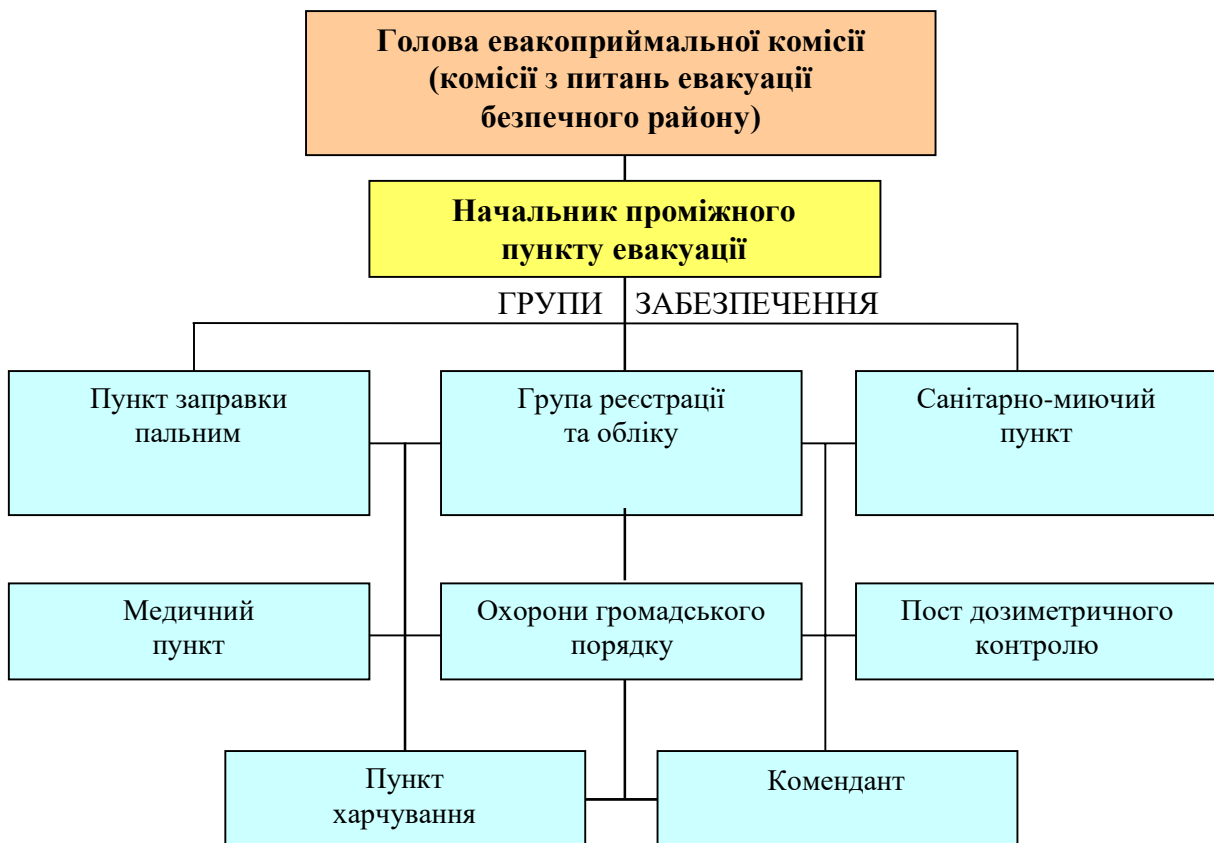 Голова евакоприймальної комісії
(комісії з питань евакуації
безпечного району)
Начальник проміжного
пункту евакуації
ГРУПИ ЗАБЕЗПЕЧЕННЯ
Пункт заправки
пальним
Група реєстрації
та обліку
Санітарно-миючий
пункт
Медичний
пункт
Охорони громадського
порядку
Пост дозиметричного
контролю
Пункт
харчування
Комендант